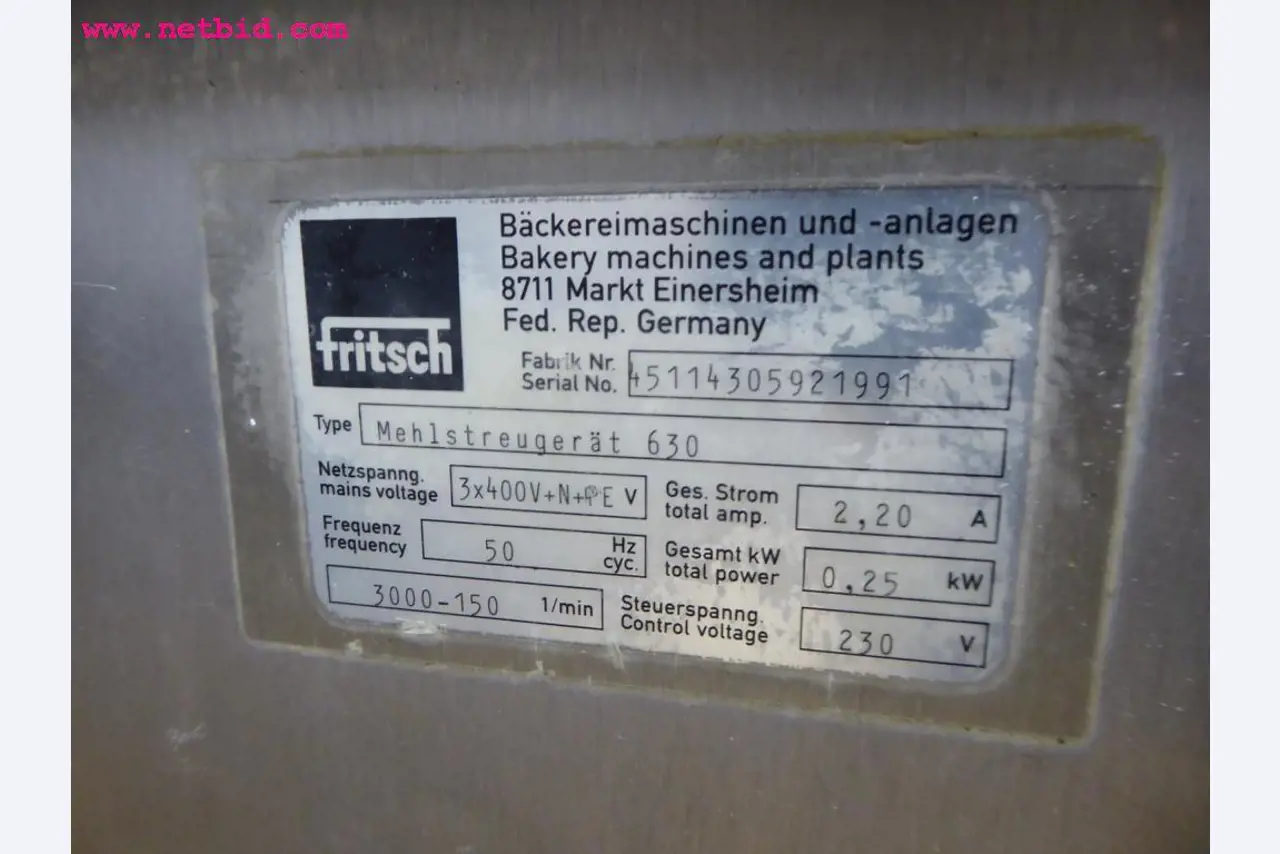 www.netbid.com
Bäckereimaschinen und -anlagen
Bakery machines and plants
8711 Markt Einersheim
Fed. Rep. Germany
fritsch
Fabrik Nr.
Serial No. 45114305921991
Type Mehlstreugerät 630
Netzspanng.
mains voltage 3x400V+N+PE V
Ges. Strom
total amp. 2,20 A
Frequenz
frequency 50 Hz
cyc.
Gesamt kW
total power 0,25 kW
3000-150 1/min
Steuerspanng.
Control voltage 230 V